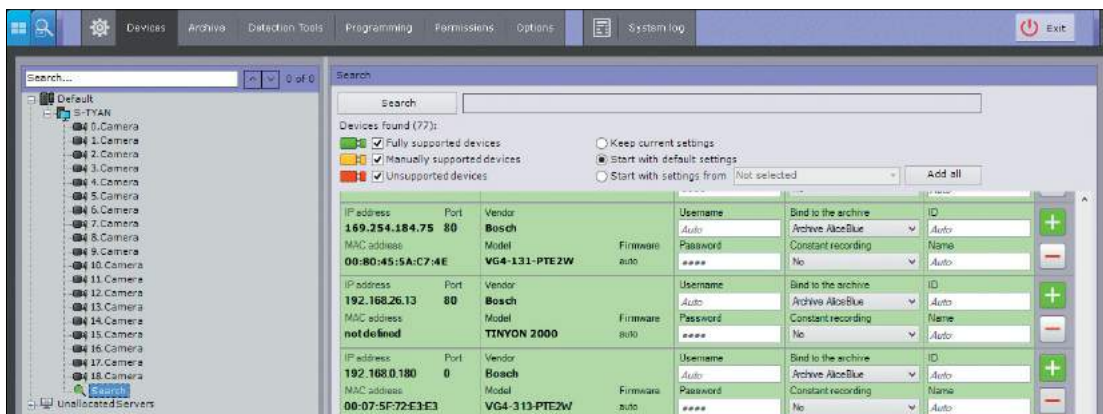 Devices Archive Detection Tools Programming Permissions Options System log Exit
Search... 0 of 0
Default
S-TYAN
0.Camera
1.Camera
2.Camera
3.Camera
4.Camera
5.Camera
6.Camera
7.Camera
8.Camera
9.Camera
10.Camera
11.Camera
12.Camera
13.Camera
14.Camera
15.Camera
16.Camera
17.Camera
18.Camera
Search
Unallocated Servers
Search
Search
Devices found (77):
Fully supported devices Keep current settings
Manually supported devices Start with default settings
Unsupported devices Start with settings from Not selected Add all
IP address Port Vendor Username Bind to the archive ID
169.254.184.75 80 Bosch Auto Archive AliceBlue Auto
MAC address Model Firmware Password Constant recording Name
00:80:45:5A:C7:4E VG4-131-PTE2W auto **** No Auto
IP address Port Vendor Username Bind to the archive ID
192.168.26.13 80 Bosch Auto Archive AliceBlue Auto
MAC address Model Firmware Password Constant recording Name
not defined TINYON 2000 auto **** No Auto
IP address Port Vendor Username Bind to the archive ID
192.168.0.180 0 Bosch Auto Archive AliceBlue Auto
MAC address Model Firmware Password Constant recording Name
00:07:5F:72:E3:E3 VG4-313-PTE2W auto **** No Auto